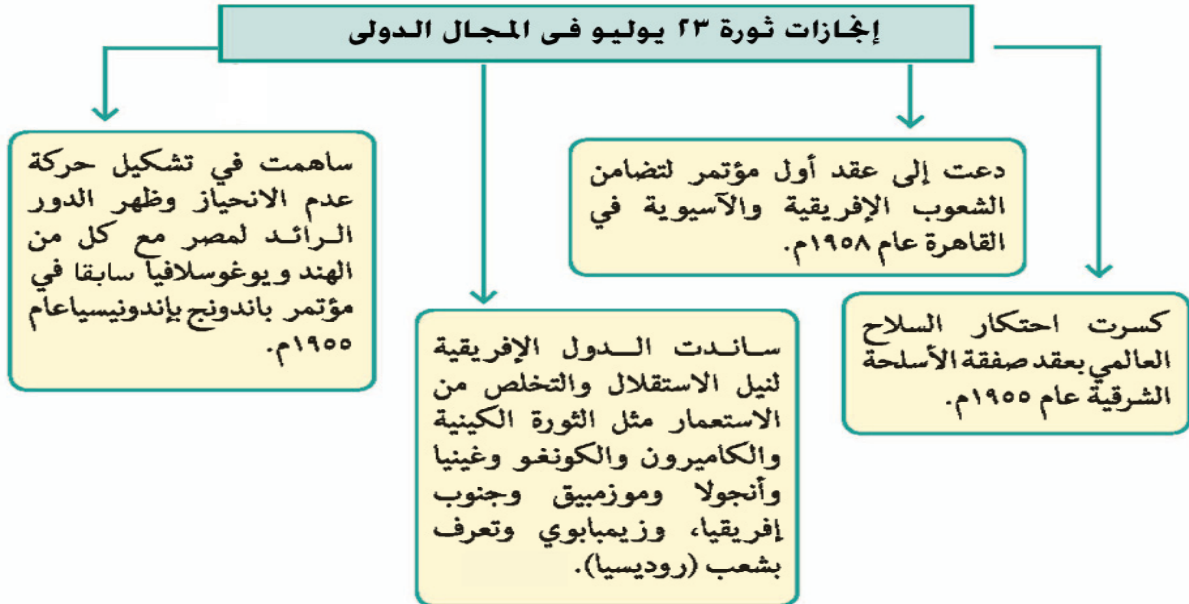 إنجازات ثورة ٢٣ يوليو فى المجال الدولى
كسرت احتكار السلاح
العالمي بعقد صفقة الأسلحة
الشرقية عام ١٩٥٥م.
دعت إلى عقد أول مؤتمر لتضامن
الشعوب الإفريقية والآسيوية في
القاهرة عام ١٩٥٨م.
ساندت الدول الإفريقية
لنيل الاستقلال والتخلص من
الاستعمار مثل الثورة الكينية
والكاميرون والكونغو وغينيا
وأنجولا وموزمبيق وجنوب
إفريقيا، وزيمبابوي وتعرف
بشعب (روديسيا).
ساهمت في تشكيل حركة
عدم الانحياز وظهر الدور
الرائد لمصر مع كل من
الهند ويوغوسلافيا سابقا في
مؤتمر باندونج بإندونيسياعام
١٩٥٥م.